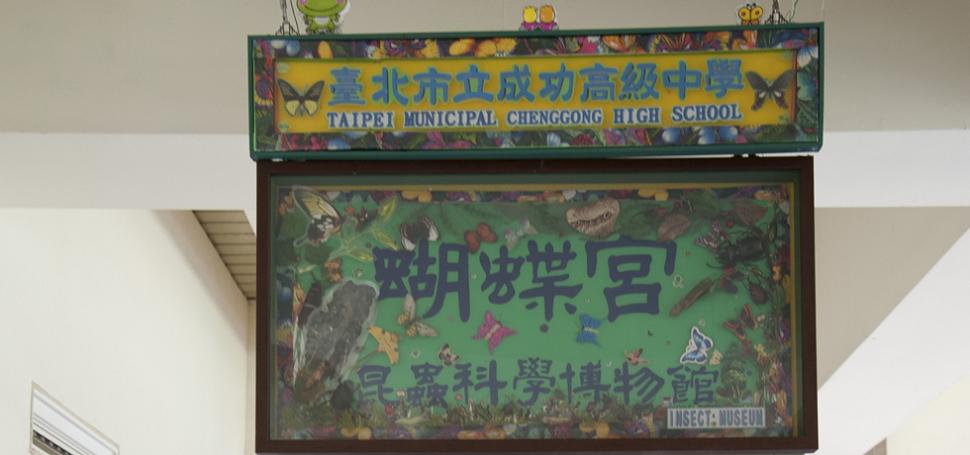 臺北市立成功高級中學
TAIPEI MUNICIPAL CHENGGONG HIGH SCHOOL
蝴蝶宮
昆蟲科學博物館
INSECT:MUSEUM